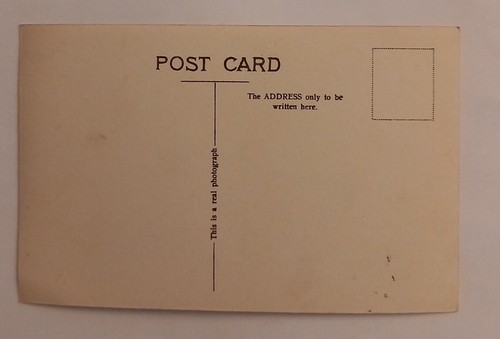 POST CARD
The ADDRESS only to be
written here.
This is a real photograph